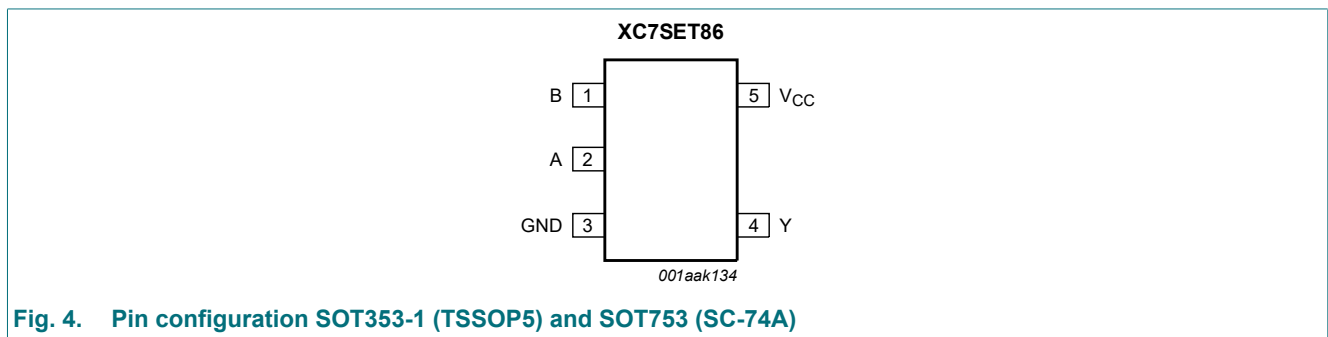 XC7SET86
B 1 5 VCC
A 2
GND 3 4 Y
001aak134
Fig. 4. Pin configuration SOT353-1 (TSSOP5) and SOT753 (SC-74A)